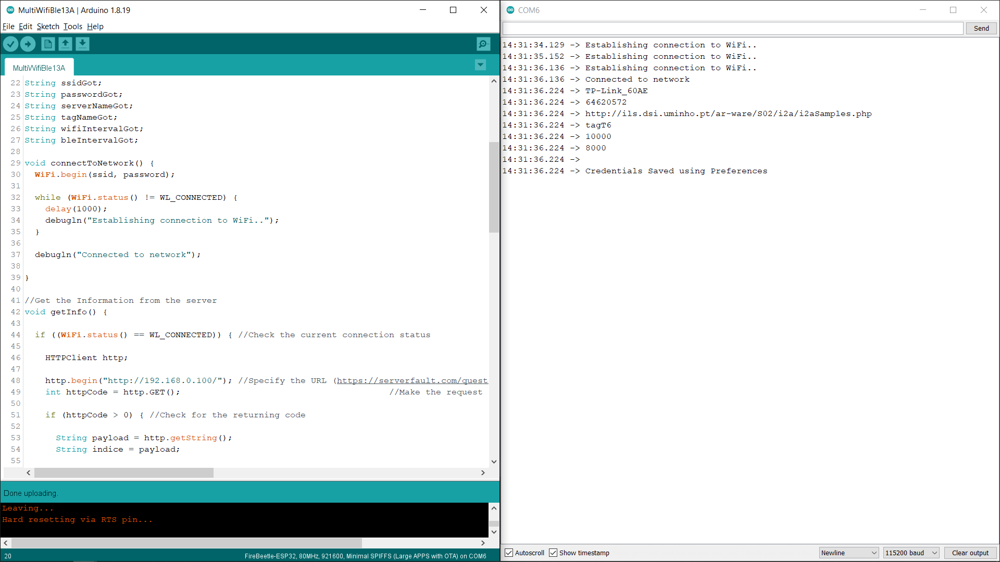 MultiWifiBle13A | Arduino 1.8.19
File Edit Sketch Tools Help
MultiWifiBle13A
22 String ssidGot;
23 String passwordGot;
24 String serverNameGot;
25 String tagNameGot;
26 String wifiIntervalGot;
27 String bleIntervalGot;
28
29 void connectToNetwork() {
30 WiFi.begin(ssid, password);
31
32 while (WiFi.status() != WL_CONNECTED) {
33 delay(1000);
34 debugln("Establishing connection to WiFi..");
35 }
36
37 debugln("Connected to network");
38
39 }
40
41 //Get the Information from the server
42 void getInfo() {
43
44 if ((WiFi.status() == WL_CONNECTED)) { //Check the current connection status
45
46 HTTPClient http;
47
48 http.begin("http://192.168.0.100/"); //Specify the URL (https://serverfault.com/quest
49 int httpCode = http.GET(); //Make the request
50
51 if (httpCode > 0) { //Check for the returning code
52
53 String payload = http.getString();
54 String indice = payload;
55
Done uploading.
Leaving...
Hard resetting via RTS pin...
20 FireBeetle-ESP32, 80MHz, 921600, Minimal SPIFFS (Large APPS with OTA) on COM6
COM6
Send
14:31:34.129 -> Establishing connection to WiFi..
14:31:35.152 -> Establishing connection to WiFi..
14:31:36.136 -> Establishing connection to WiFi..
14:31:36.136 -> Connected to network
14:31:36.224 -> TP-Link_60AE
14:31:36.224 -> 64620572
14:31:36.224 -> http://ils.dsi.uminho.pt/ar-ware/S02/i2a/i2aSamples.php
14:31:36.224 -> tagT6
14:31:36.224 -> 10000
14:31:36.224 -> 8000
14:31:36.224 ->
14:31:36.224 -> Credentials Saved using Preferences
Autoscroll Show timestamp Newline 115200 baud Clear output